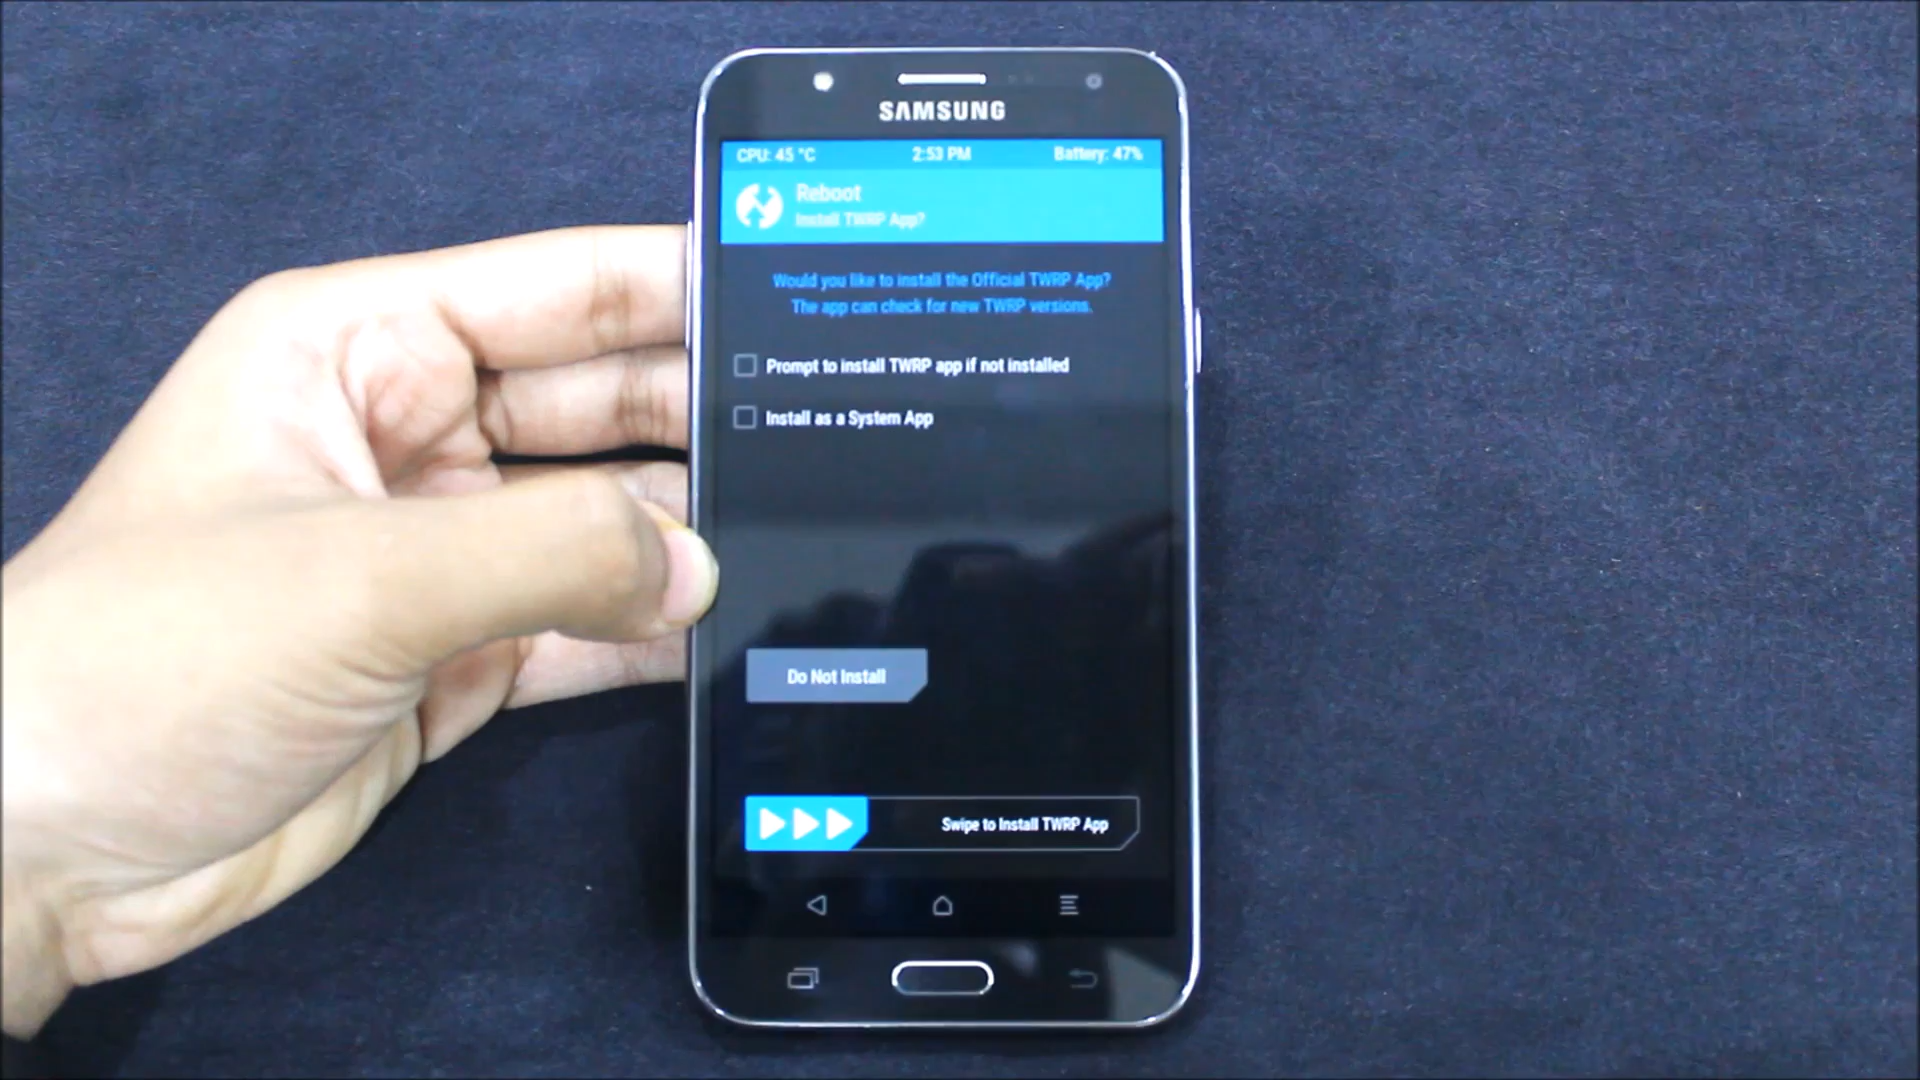 SAMSUNG
CPU: 45 °C 2:53 PM Battery: 47%
Reboot
Install TWRP App?
Would you like to install the Official TWRP App?
The app can check for new TWRP versions.
Prompt to install TWRP app if not installed
Install as a System App
Do Not Install
Swipe to Install TWRP App